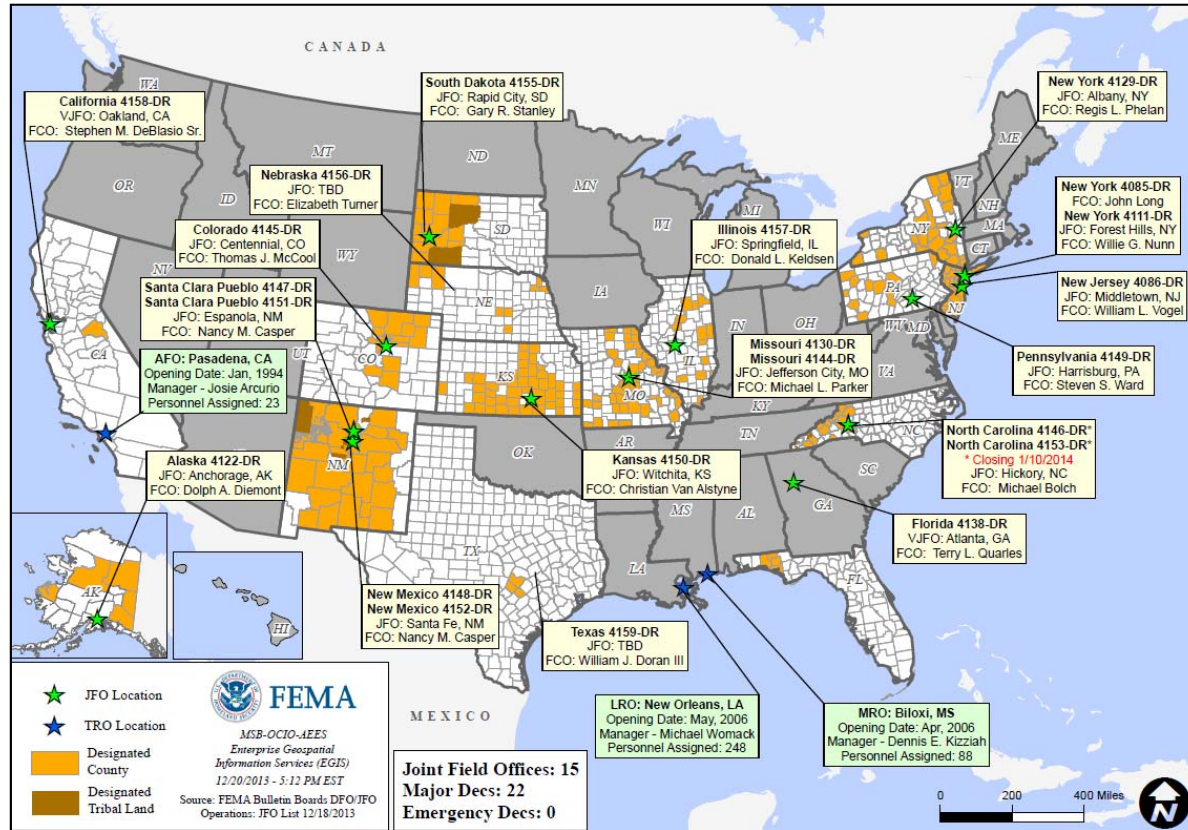 CANADA
WA
OR
ID
MT
ND
MN
WI
MI
ME
VT
NH
MA
CT
NY
PA
NJ
MD
WV
VA
OH
IN
IL
IA
SD
NE
WY
NV
UT
CO
CA
KS
MO
KY
TN
NC
SC
AR
OK
NM
TX
LA
MS
AL
GA
FL
AK
HI
MEXICO
California 4158-DR
VJFO: Oakland, CA
FCO: Stephen M. DeBlasio Sr.
South Dakota 4155-DR
JFO: Rapid City, SD
FCO: Gary R. Stanley
New York 4129-DR
JFO: Albany, NY
FCO: Regis L. Phelan
Nebraska 4156-DR
JFO: TBD
FCO: Elizabeth Turner
New York 4085-DR
FCO: John Long
New York 4111-DR
JFO: Forest Hills, NY
FCO: Willie G. Nunn
Colorado 4145-DR
JFO: Centennial, CO
FCO: Thomas J. McCool
Illinois 4157-DR
JFO: Springfield, IL
FCO: Donald L. Keldsen
New Jersey 4086-DR
JFO: Middletown, NJ
FCO: William L. Vogel
Santa Clara Pueblo 4147-DR
Santa Clara Pueblo 4151-DR
JFO: Espanola, NM
FCO: Nancy M. Casper
Missouri 4130-DR
Missouri 4144-DR
JFO: Jefferson City, MO
FCO: Michael L. Parker
Pennsylvania 4149-DR
JFO: Harrisburg, PA
FCO: Steven S. Ward
AFO: Pasadena, CA
Opening Date: Jan, 1994
Manager - Josie Arcurio
Personnel Assigned: 23
Alaska 4122-DR
JFO: Anchorage, AK
FCO: Dolph A. Diemont
Kansas 4150-DR
JFO: Witchita, KS
FCO: Christian Van Alstyne
North Carolina 4146-DR*
North Carolina 4153-DR*
* Closing 1/10/2014
JFO: Hickory, NC
FCO: Michael Bolch
Florida 4138-DR
VJFO: Atlanta, GA
FCO: Terry L. Quarles
New Mexico 4148-DR
New Mexico 4152-DR
JFO: Santa Fe, NM
FCO: Nancy M. Casper
Texas 4159-DR
JFO: TBD
FCO: William J. Doran III
LRO: New Orleans, LA
Opening Date: May, 2006
Manager - Michael Womack
Personnel Assigned: 248
MRO: Biloxi, MS
Opening Date: Apr, 2006
Manager - Dennis E. Kizziah
Personnel Assigned: 88
JFO Location
TRO Location
Designated
County
Designated
Tribal Land
FEMA
MSB-OCIO-AEES
Enterprise Geospatial
Information Services (EGIS)
12/20/2013 - 5:12 PM EST
Source: FEMA Bulletin Boards DFO/JFO
Operations: JFO List 12/18/2013
Joint Field Offices: 15
Major Decs: 22
Emergency Decs: 0
0 200 400 Miles
N